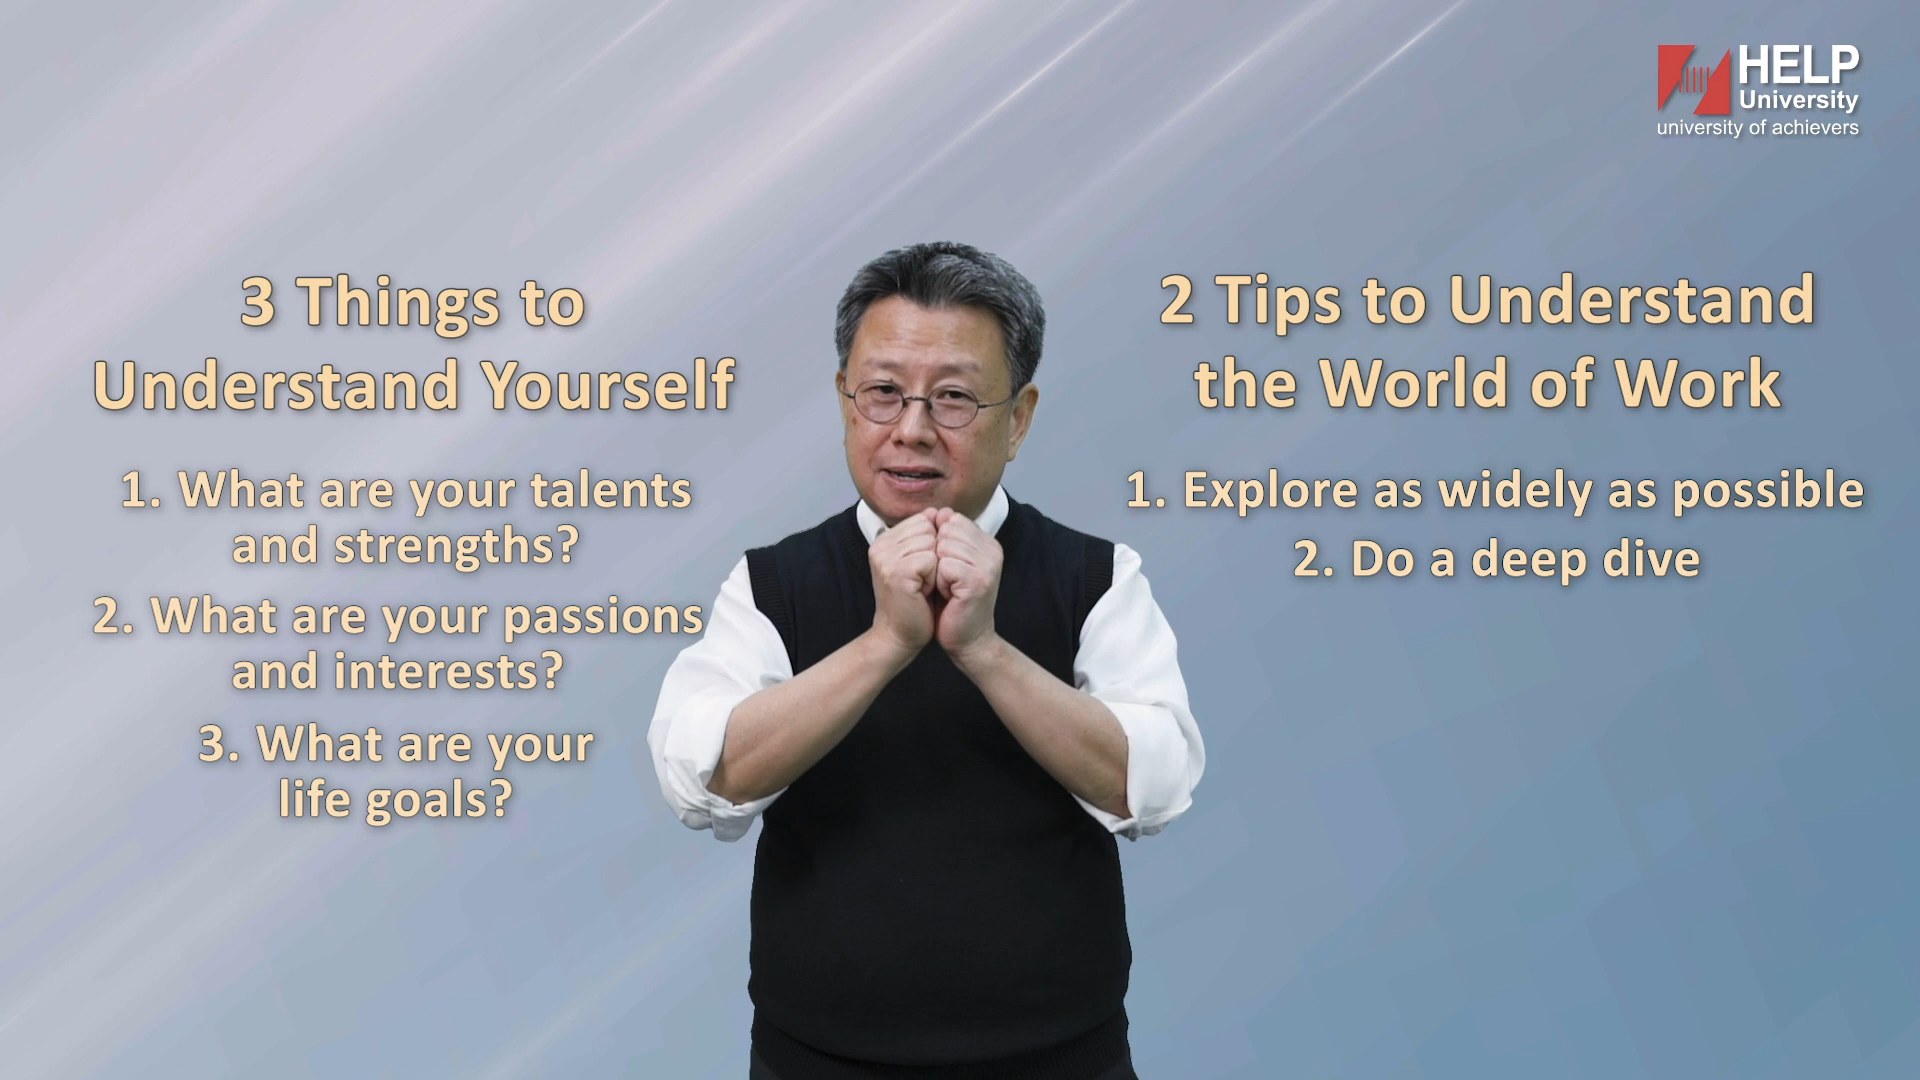 HELP
University
university of achievers
3 Things to
Understand Yourself
1. What are your talents
and strengths?
2. What are your passions
and interests?
3. What are your
life goals?
2 Tips to Understand
the World of Work
1. Explore as widely as possible
2. Do a deep dive